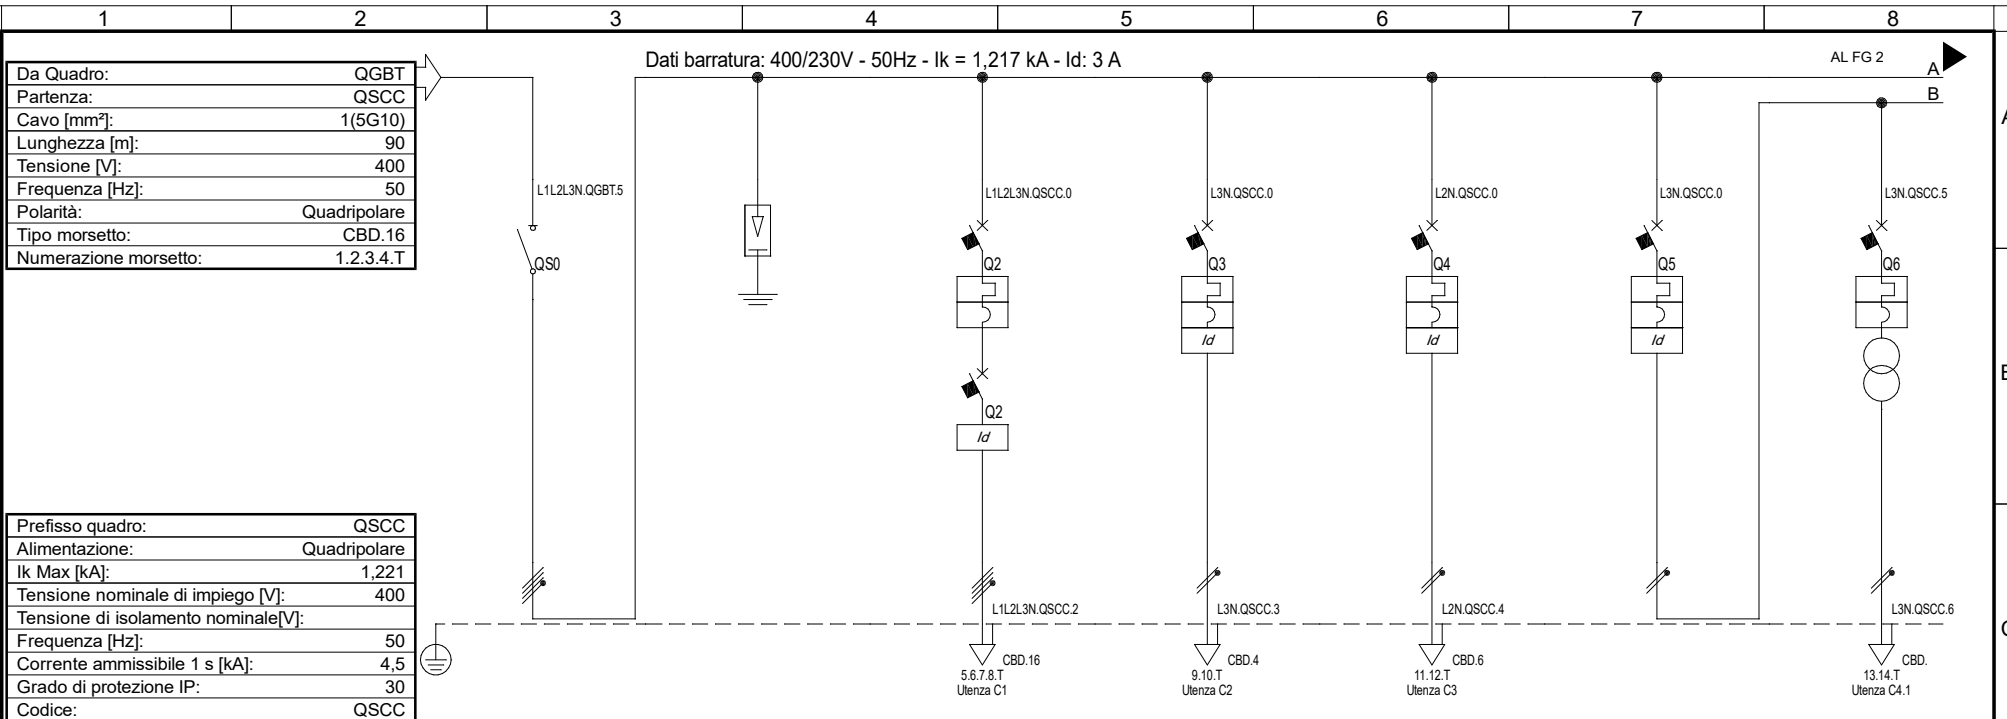 1 2 3 4 5 6 7 8
Dati barratura: 400/230V - 50Hz - Ik = 1,217 kA - Id: 3 A
AL FG 2
A
B
Da Quadro: QGBT
Partenza: QSCC
Cavo [mm²]: 1(5G10)
Lunghezza [m]: 90
Tensione [V]: 400
Frequenza [Hz]: 50
Polarità: Quadripolare
Tipo morsetto: CBD.16
Numerazione morsetto: 1.2.3.4.T
L1L2L3N.QGBT.5 L1L2L3N.QSCC.0 L3N.QSCC.0 L2N.QSCC.0 L3N.QSCC.0 L3N.QSCC.5
QS0 Q2 Q3 Q4 Q5 Q6
Id Id Id
Q2
Id
Prefisso quadro: QSCC
Alimentazione: Quadripolare
Ik Max [kA]: 1,221
Tensione nominale di impiego [V]: 400
Tensione di isolamento nominale[V]:
Frequenza [Hz]: 50
Corrente ammissibile 1 s [kA]: 4,5
Grado di protezione IP: 30
Codice: QSCC
L1L2L3N.QSCC.2 L3N.QSCC.3 L2N.QSCC.4 L3N.QSCC.6
CBD.16 CBD.4 CBD.6 CBD.
5.6.7.8.T 9.10.T 11.12.T 13.14.T
Utenza C1 Utenza C2 Utenza C3 Utenza C4.1